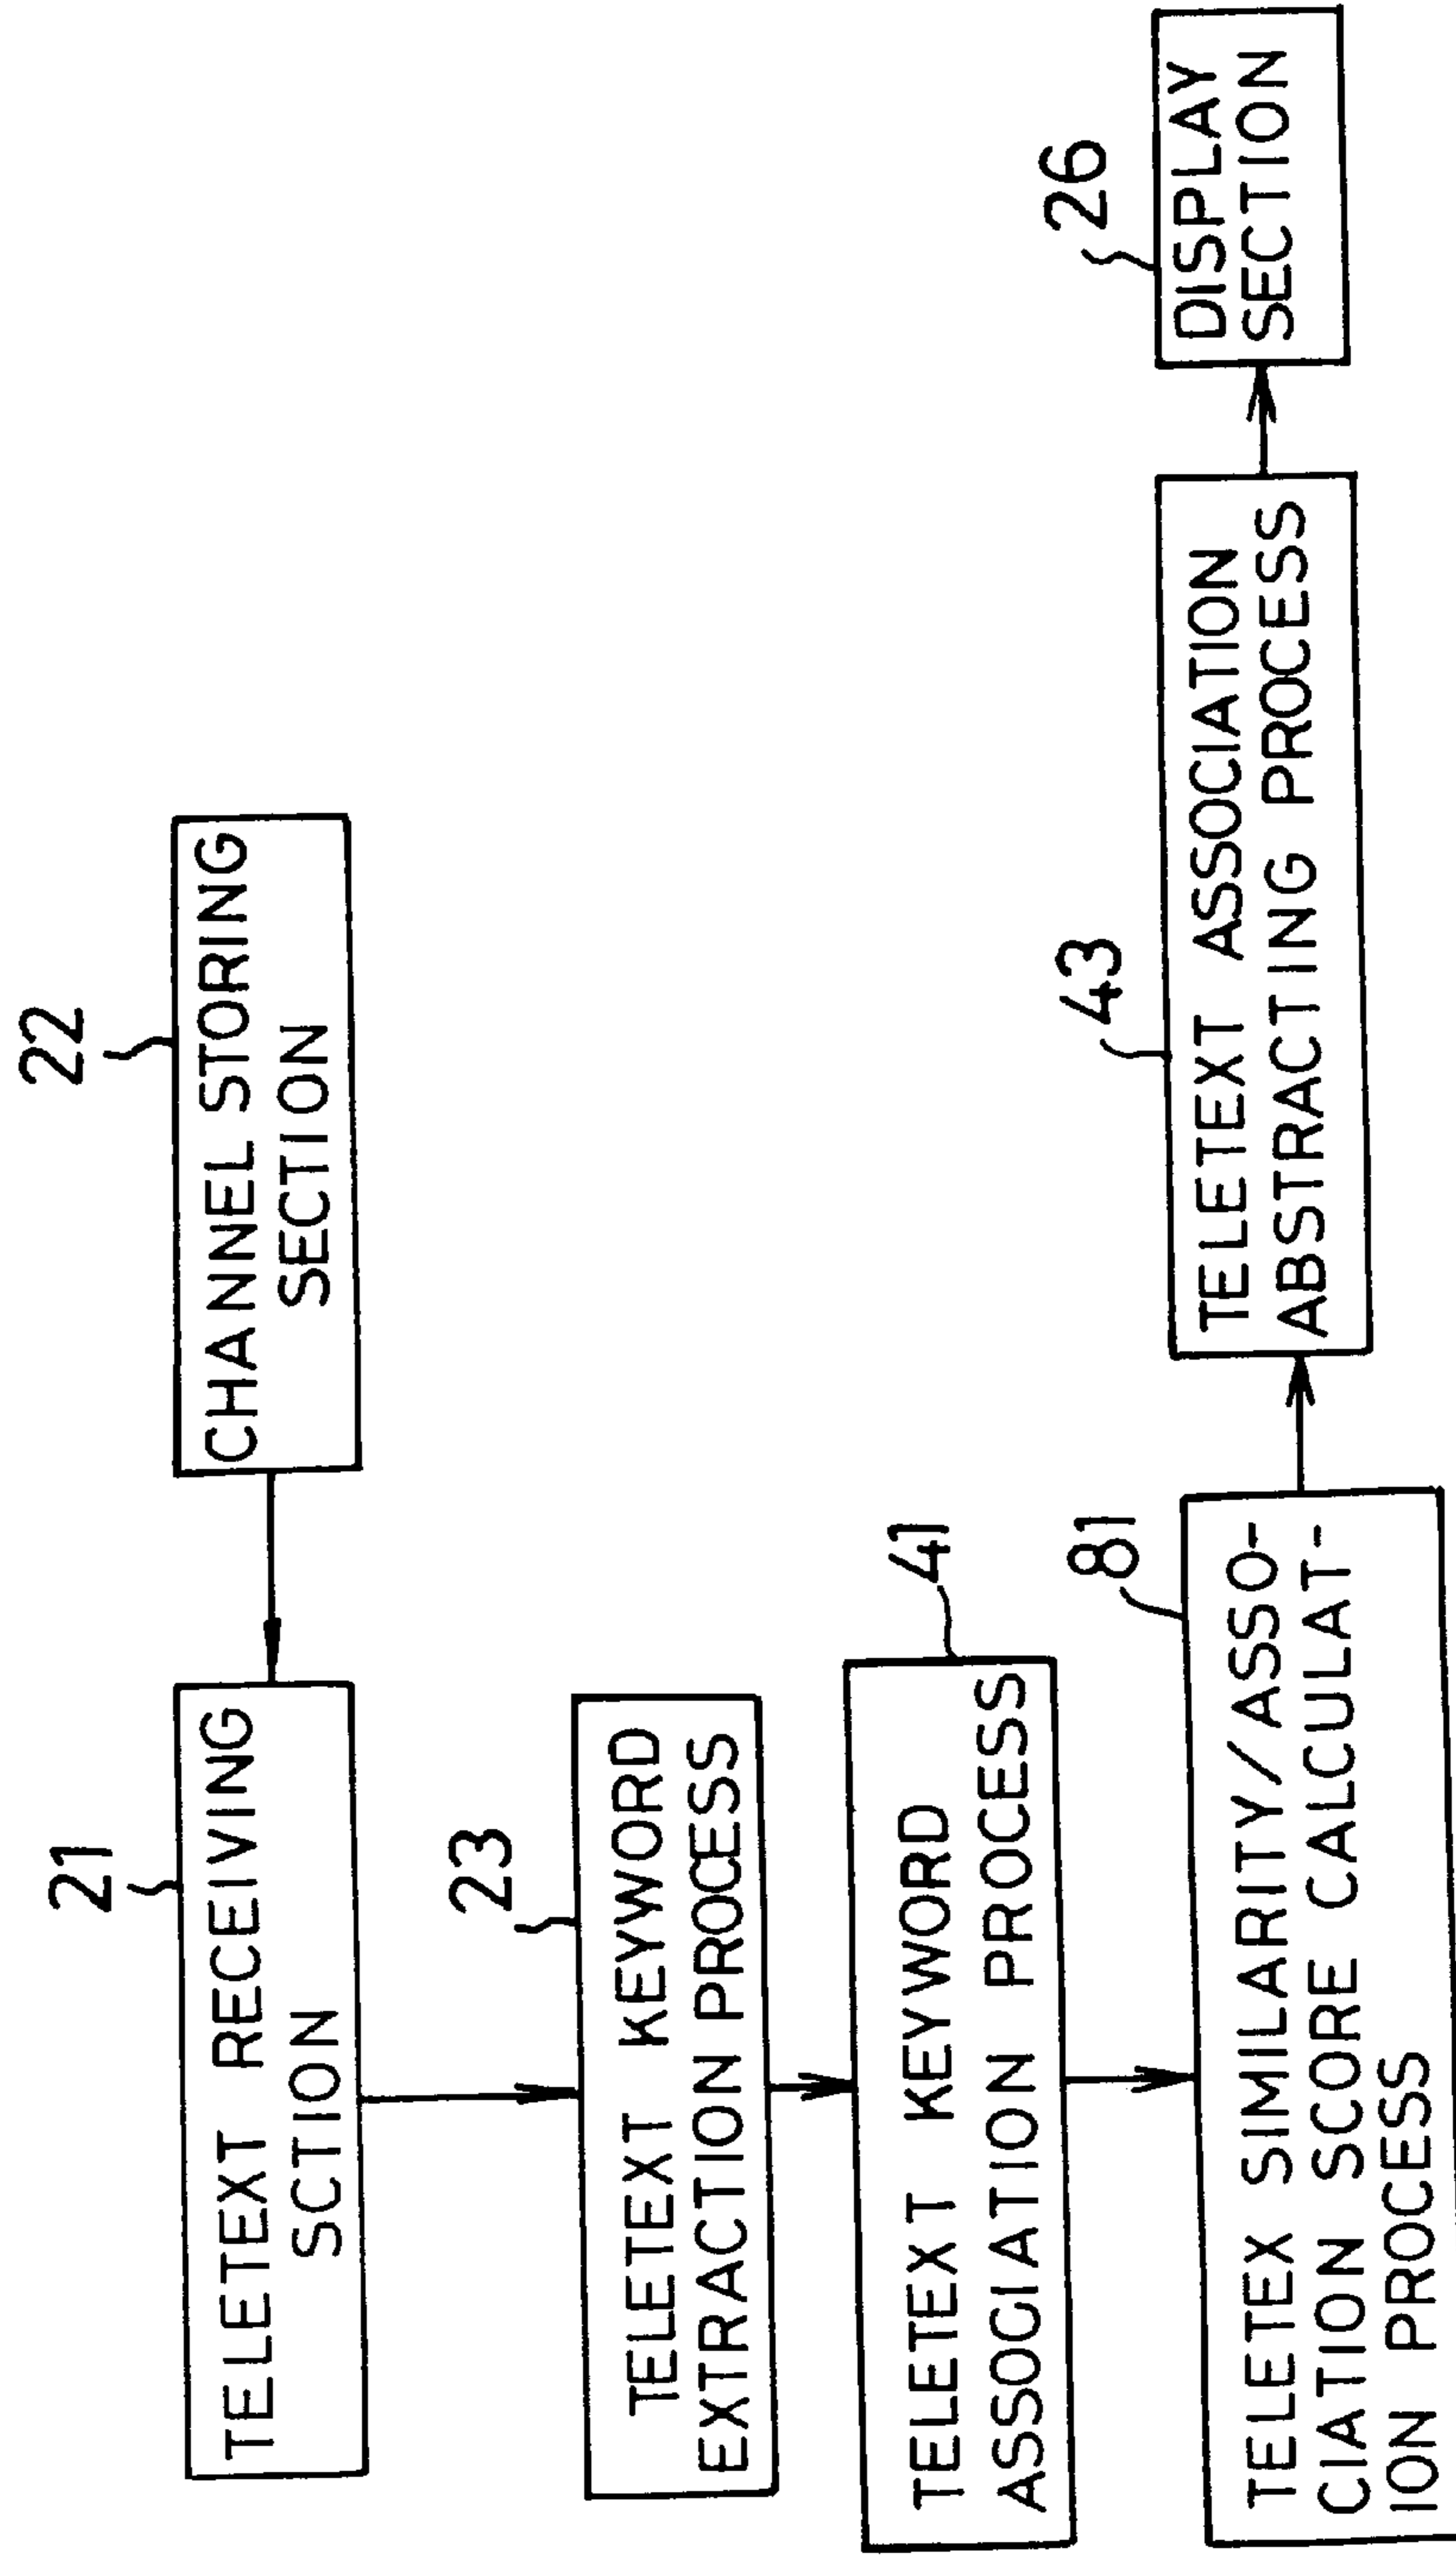 22
CHANNEL STORING
SECTION
21
TELETEXT RECEIVING
SCTION
23
TELETEXT KEYWORD
EXTRACTION PROCESS
41
TELETEXT KEYWORD
ASSOGIATION PROCESS
81
TELETEX SIMILARITY/ASSO-
CIATION SCORE CALCULAT-
ION PROCESS
43
TELETEXT ASSOCIATION
ABSTRACTING PROCESS
26
DISPLAY
SECTION